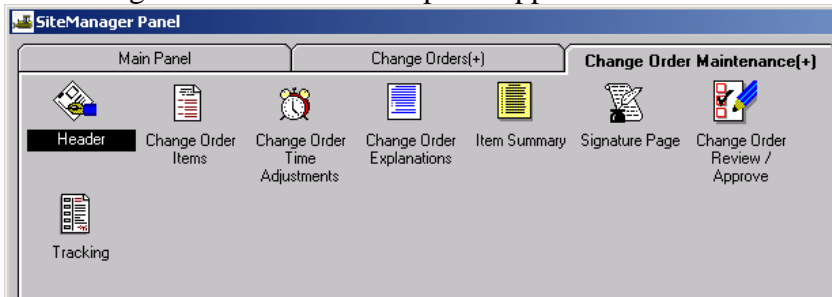 SiteManager Panel
Main Panel
Change Orders(+)
Change Order Maintenance(+)
Header
Change Order
Items
Change Order
Time
Adjustments
Change Order
Explanations
Item Summary
Signature Page
Change Order
Review /
Approve
Tracking